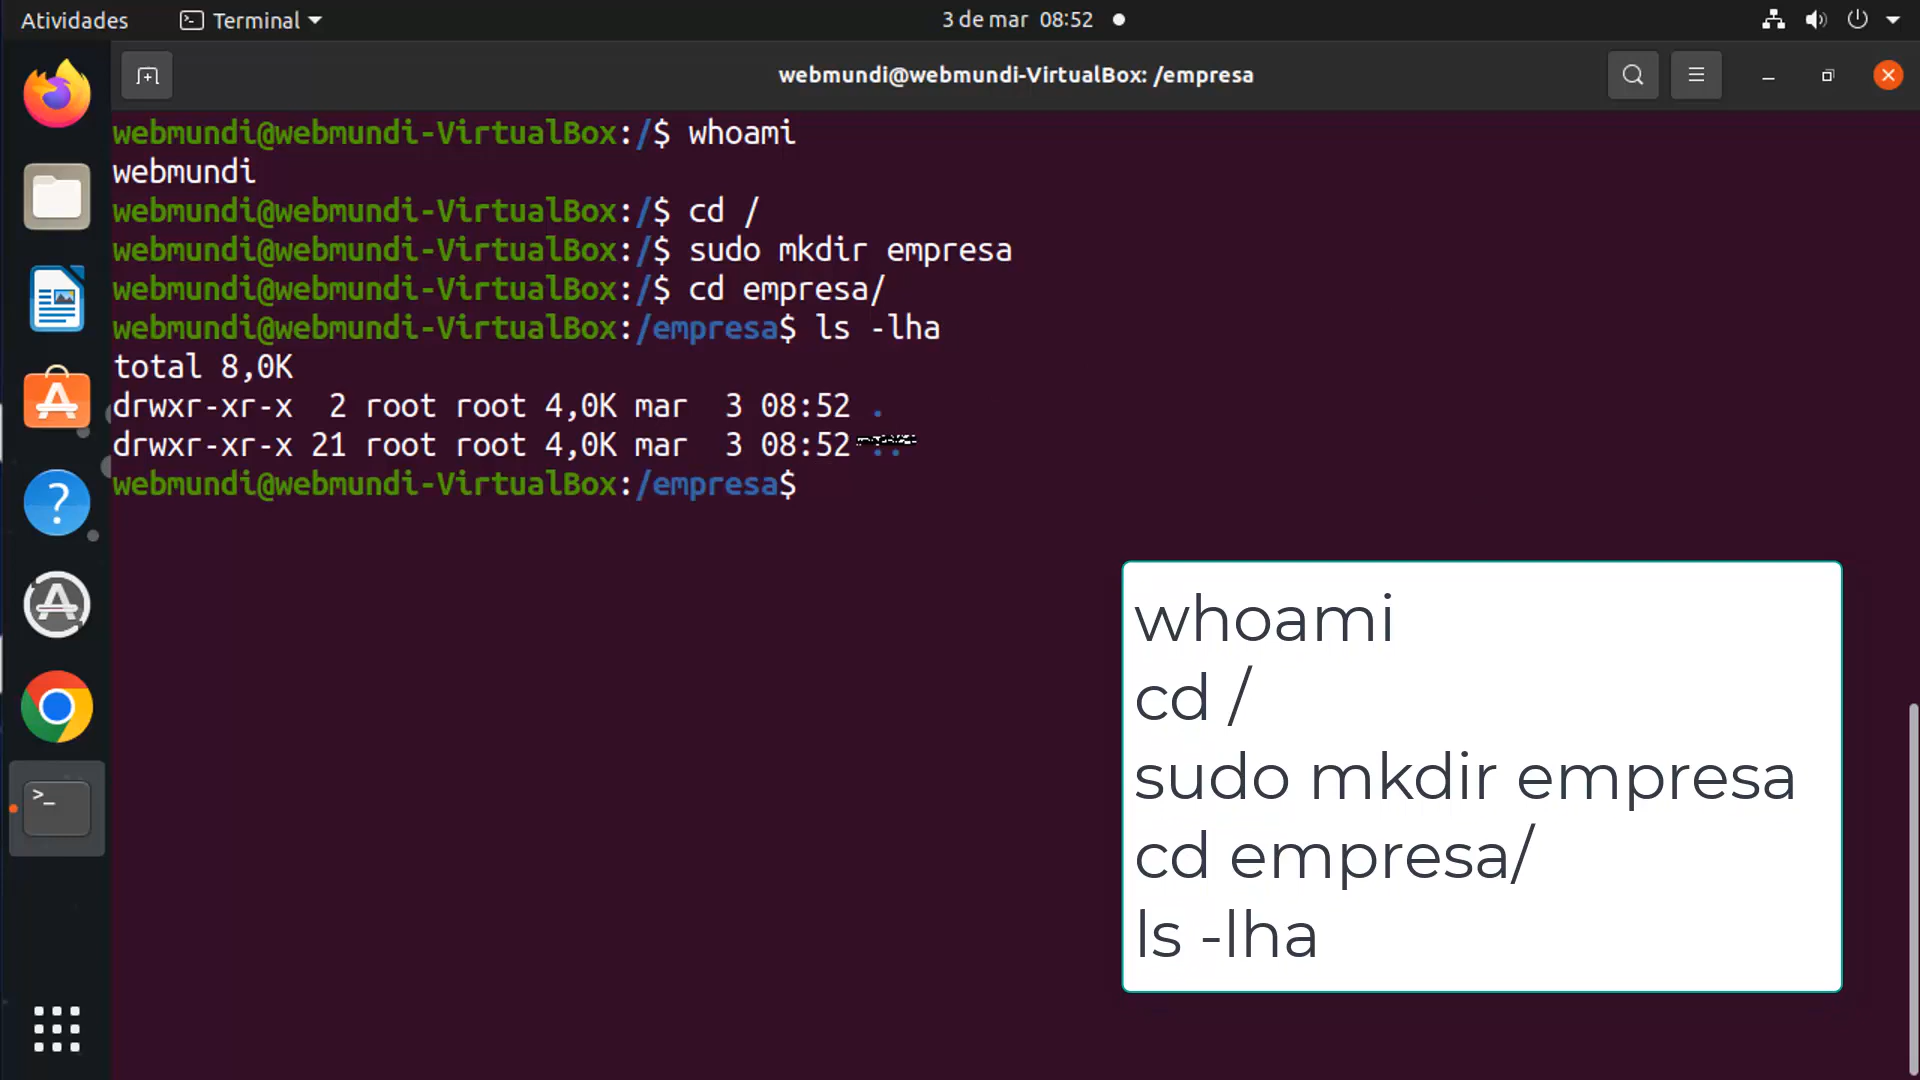 Atividades
Terminal
3 de mar 08:52
webmundi@webmundi-VirtualBox: /empresa
webmundi@webmundi-VirtualBox:/$ whoami
webmundi
webmundi@webmundi-VirtualBox:/$ cd /
webmundi@webmundi-VirtualBox:/$ sudo mkdir empresa
webmundi@webmundi-VirtualBox:/$ cd empresa/
webmundi@webmundi-VirtualBox:/empresa$ ls -lha
total 8,0K
drwxr-xr-x  2 root root 4,0K mar  3 08:52 .
drwxr-xr-x 21 root root 4,0K mar  3 08:52 ..
webmundi@webmundi-VirtualBox:/empresa$
whoami
cd /
sudo mkdir empresa
cd empresa/
ls -lha